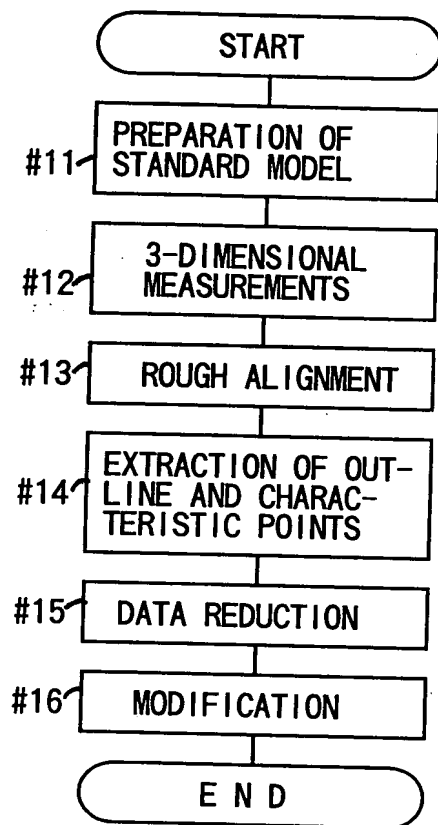 START
#11
PREPARATION OF
STANDARD MODEL
#12
3-DIMENSIONAL
MEASUREMENTS
#13
ROUGH ALIGNMENT
#14
EXTRACTION OF OUT-
LINE AND CHARAC-
TERISTIC POINTS
#15
DATA REDUCTION
#16
MODIFICATION
END